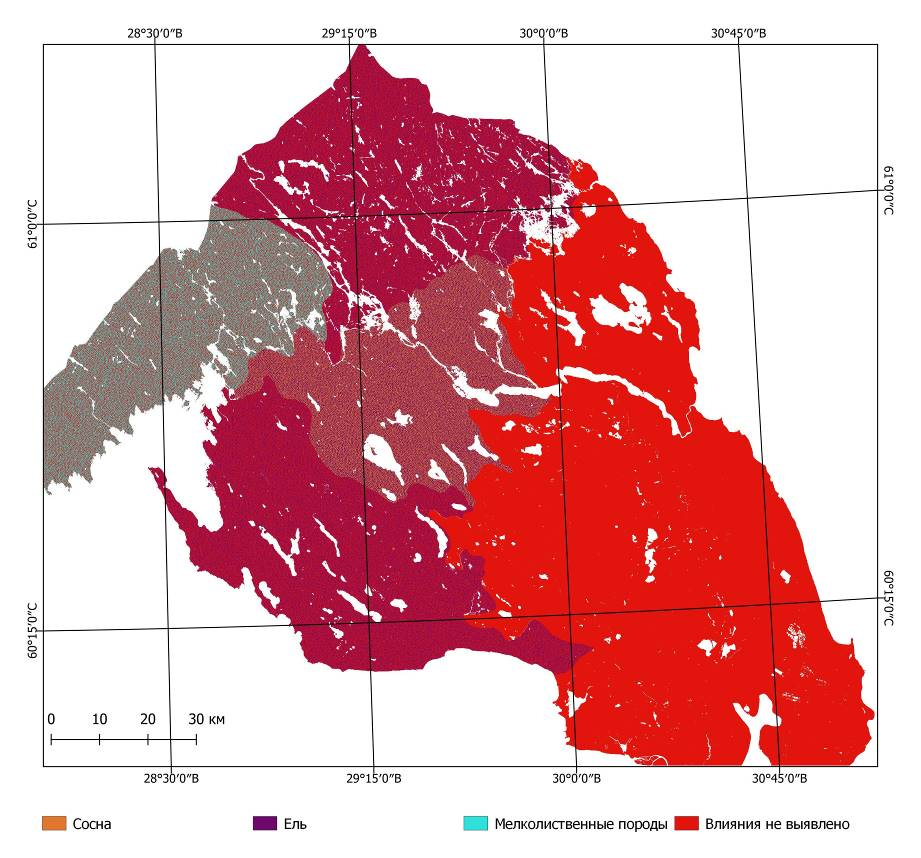 28°30′0″В 29°15′0″В 30°0′0″В 30°45′0″В
61°0′0″С
61°0′0″С
60°15′0″С
60°15′0″С
0 10 20 30 км
28°30′0″В 29°15′0″В 30°0′0″В 30°45′0″В
Сосна Ель Мелколиственные породы Влияния не выявлено